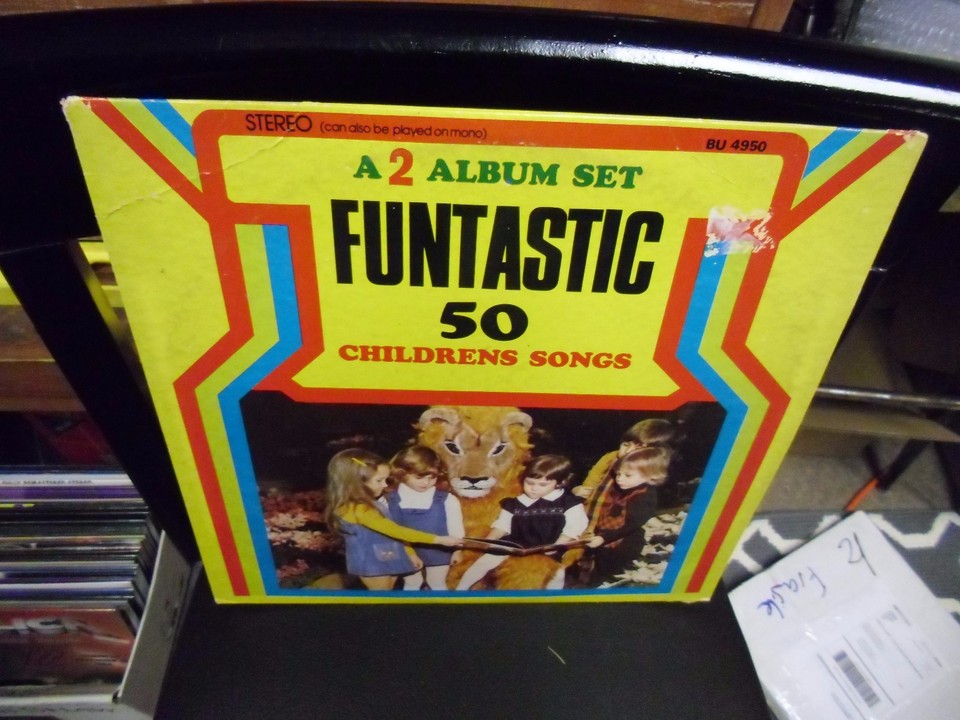 STEREO (can also be played on mono)
BU 4950
A 2 ALBUM SET
FUNTASTIC
50
CHILDRENS SONGS